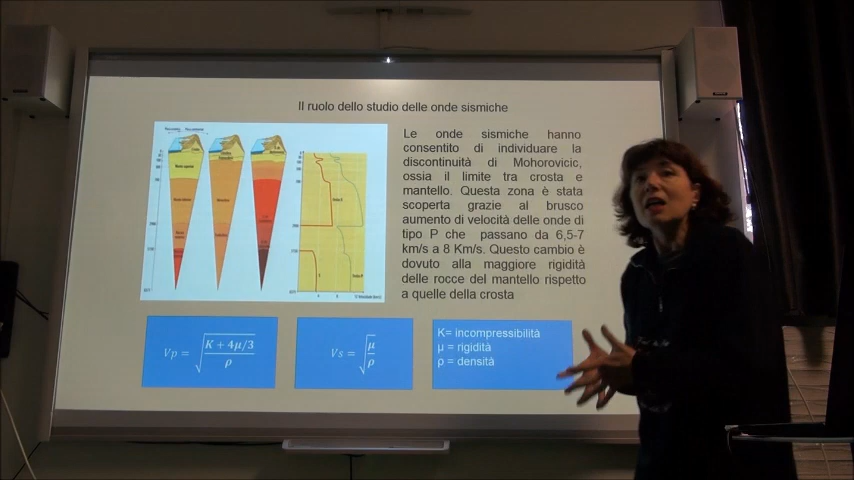 Il ruolo dello studio delle onde sismiche
Le onde sismiche hanno
consentito di individuare la
discontinuità di Mohorovicic,
ossia il limite tra crosta e
mantello. Questa zona è stata
scoperta grazie al brusco
aumento di velocità delle onde di
tipo P che passano da 6,5-7
km/s a 8 Km/s. Questo cambio è
dovuto alla maggiore rigidità
delle rocce del mantello rispetto
a quelle della crosta
Vp = √(K + 4μ/3 / ρ)
Vs = √(μ / ρ)
K= incompressibilità
μ = rigidità
ρ = densità